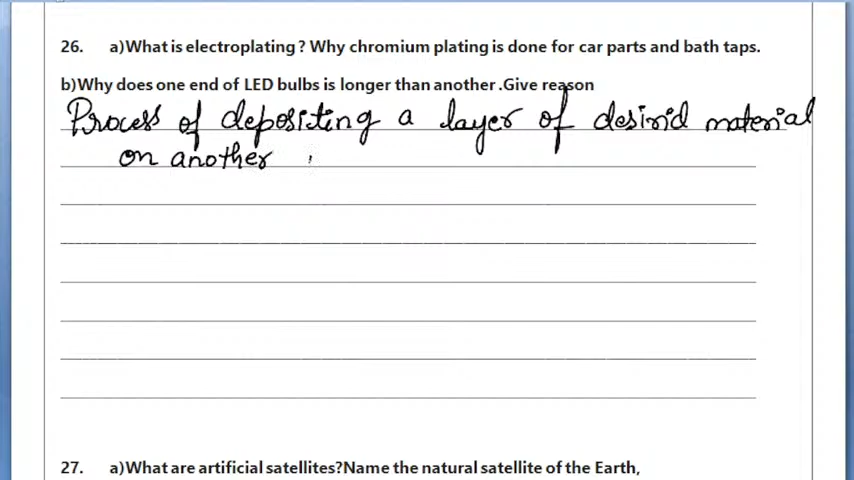 26. a)What is electroplating ? Why chromium plating is done for car parts and bath taps.
b)Why does one end of LED bulbs is longer than another .Give reason
Process of depositing a layer of desirid material
on another
27. a)What are artificial satellites?Name the natural satellite of the Earth,